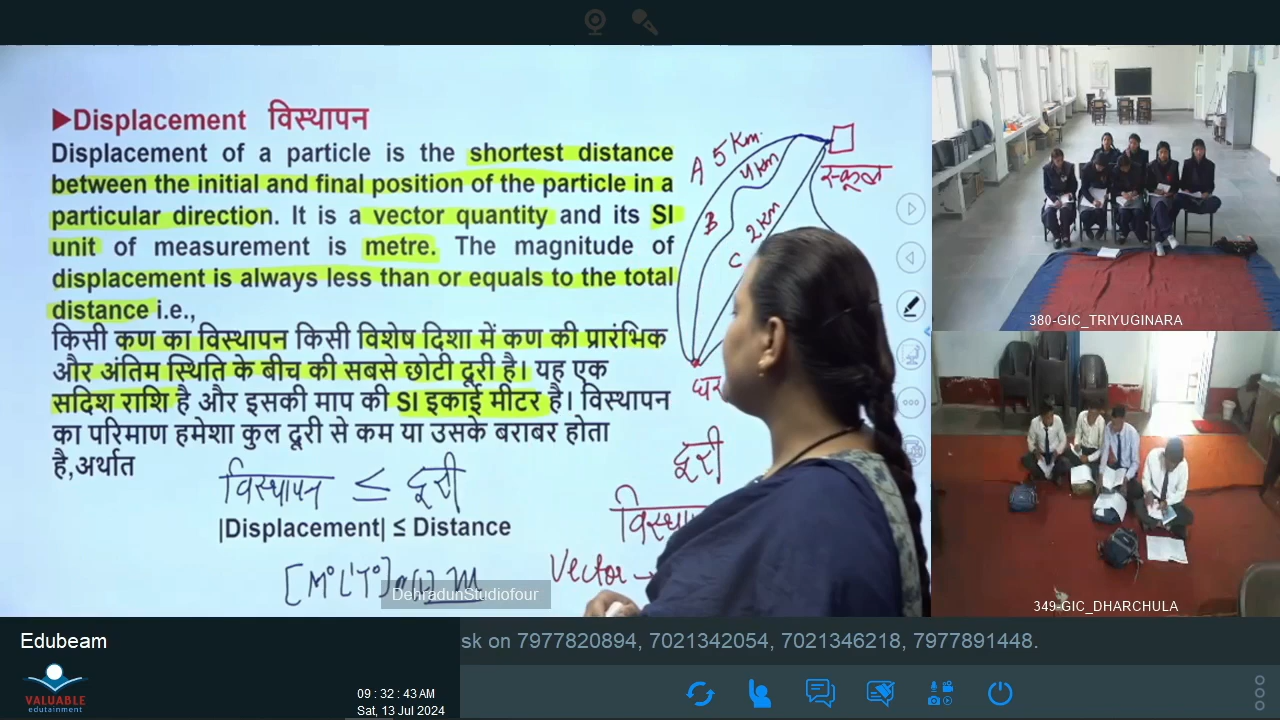 ▶Displacement विस्थापन
Displacement of a particle is the shortest distance
between the initial and final position of the particle in a
particular direction. It is a vector quantity and its SI
unit of measurement is metre. The magnitude of
displacement is always less than or equals to the total
distance i.e.,
किसी कण का विस्थापन किसी विशेष दिशा में कण की प्रारंभिक
और अंतिम स्थिति के बीच की सबसे छोटी दूरी है। यह एक
सदिश राशि है और इसकी माप की SI इकाई मीटर है। विस्थापन
का परिमाण हमेशा कुल दूरी से कम या उसके बराबर होता
है,अर्थात
विस्थापन ≤ दूरी
|Displacement| ≤ Distance
[M⁰L¹T⁰] m
DehradunStudiofour
A 5 Km.
4 Km
B
2 Km
C
स्कूल
घर
दूरी
Vector →
380-GIC_TRIYUGINARA
349-GIC_DHARCHULA
Edubeam
VALUABLE
edutainment
09 : 32 : 43 AM
Sat, 13 Jul 2024
sk on 7977820894, 7021342054, 7021346218, 7977891448.